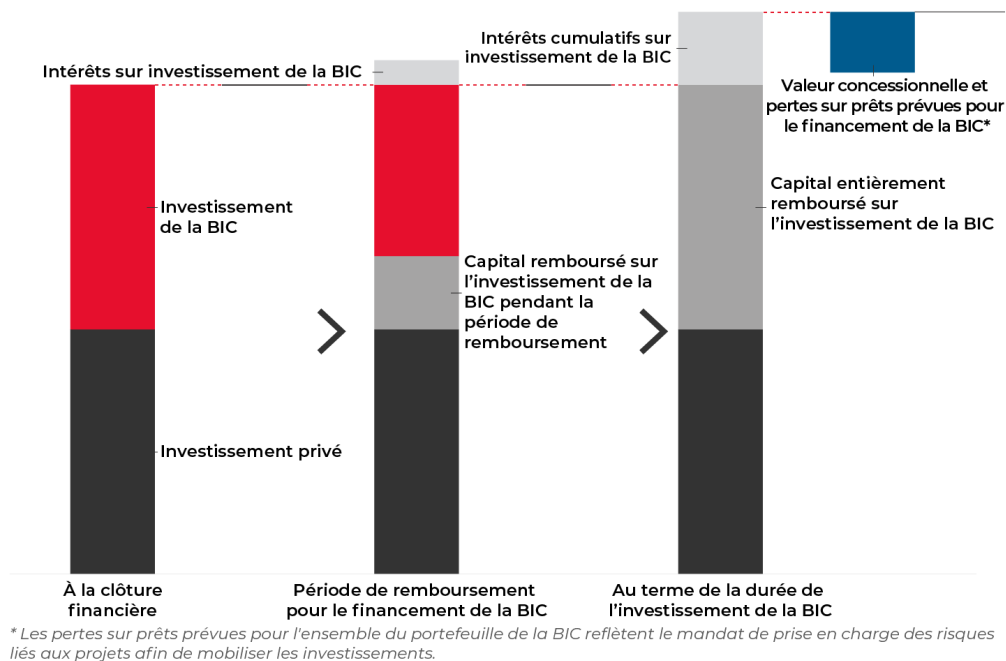 Intérêts sur investissement de la BIC
Investissement
de la BIC
Investissement privé
À la clôture
financière
Capital remboursé sur
l’investissement de la
BIC pendant la
période de
remboursement
Période de remboursement
pour le financement de la BIC
Intérêts cumulatifs sur
investissement de la BIC
Valeur concessionnelle et
pertes sur prêts prévues pour
le financement de la BIC*
Capital entièrement
remboursé sur
l’investissement de la BIC
Au terme de la durée de
l’investissement de la BIC
* Les pertes sur prêts prévues pour l'ensemble du portefeuille de la BIC reflètent le mandat de prise en charge des risques
liés aux projets afin de mobiliser les investissements.